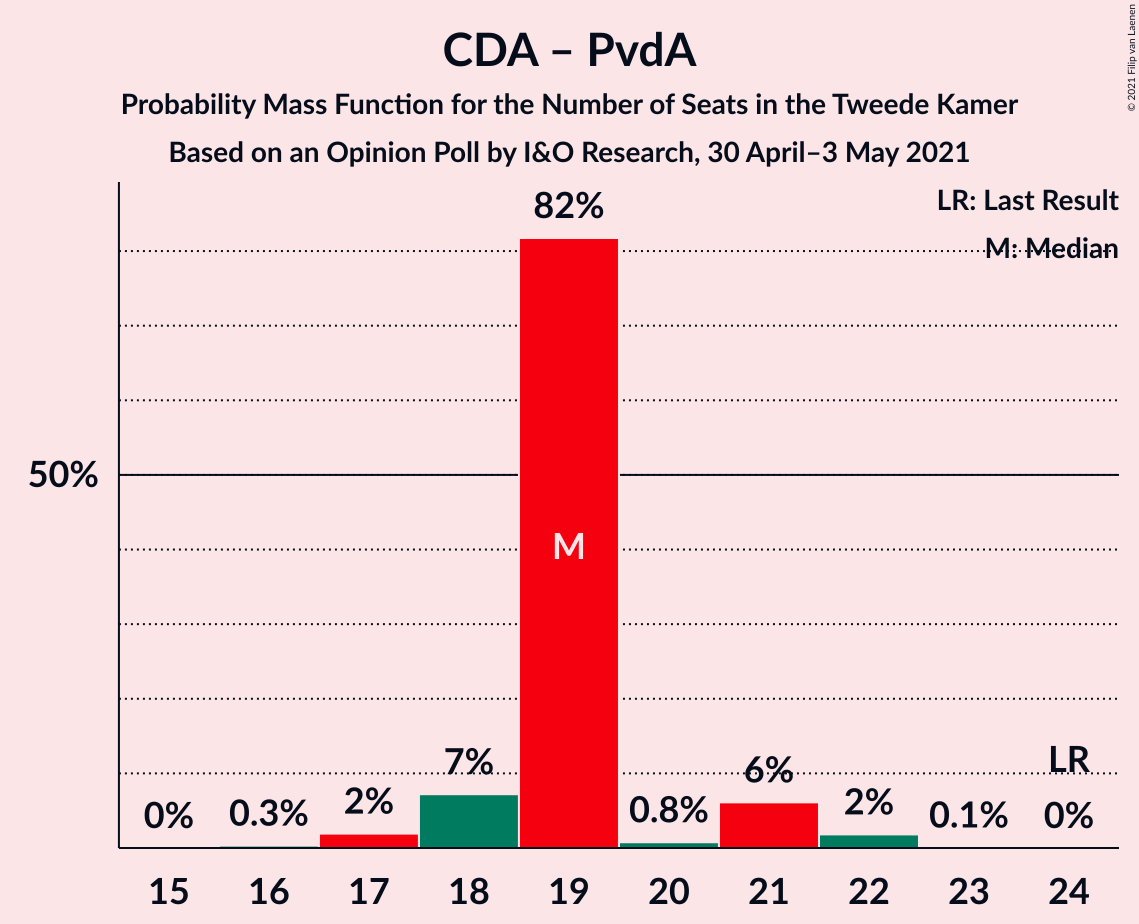 CDA – PvdA
Probability Mass Function for the Number of Seats in the Tweede Kamer
Based on an Opinion Poll by I&O Research, 30 April–3 May 2021
© 2021 Filip van Laenen
LR: Last Result
M: Median
82%
50%
M
7%
6%
LR
0%
0.3%
2%
0.8%
2%
0.1%
0%
15 16 17 18 19 20 21 22 23 24